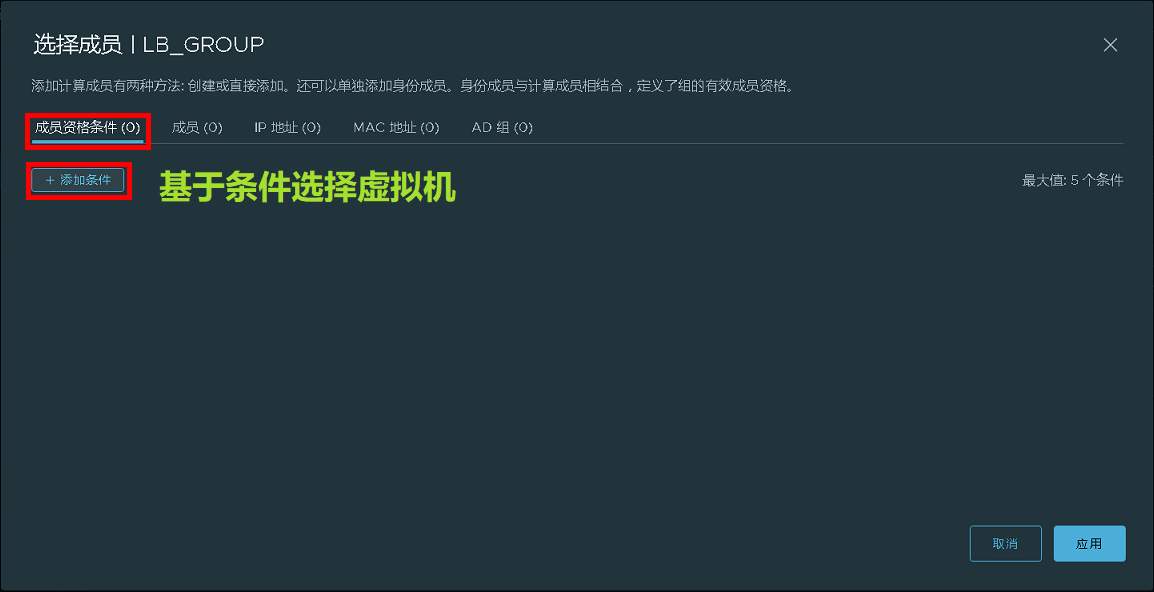 选择成员 | LB_GROUP
添加计算成员有两种方法: 创建或直接添加。还可以单独添加身份成员。身份成员与计算成员相结合，定义了组的有效成员资格。
成员资格条件 (0) 成员 (0) IP 地址 (0) MAC 地址 (0) AD 组 (0)
+ 添加条件 基于条件选择虚拟机 最大值: 5 个条件
取消 应用